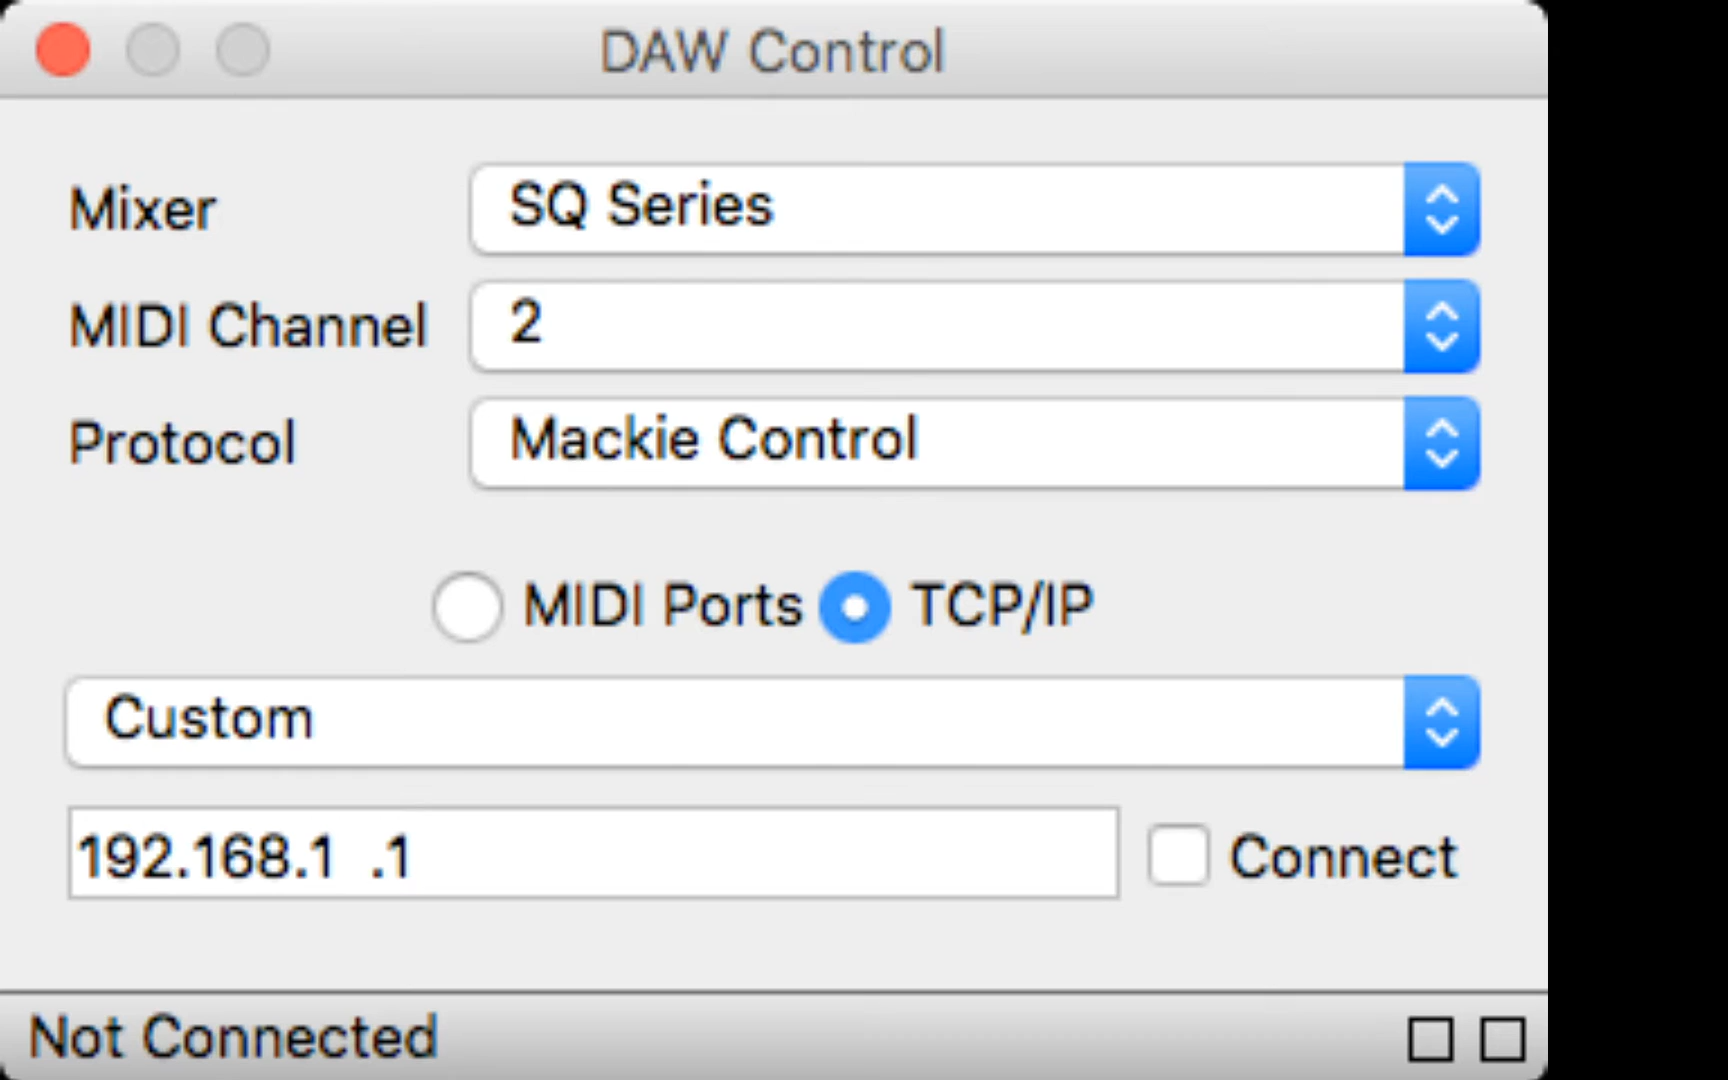 DAW Control
Mixer SQ Series
MIDI Channel 2
Protocol Mackie Control
MIDI Ports TCP/IP
Custom
192.168.1 .1 Connect
Not Connected